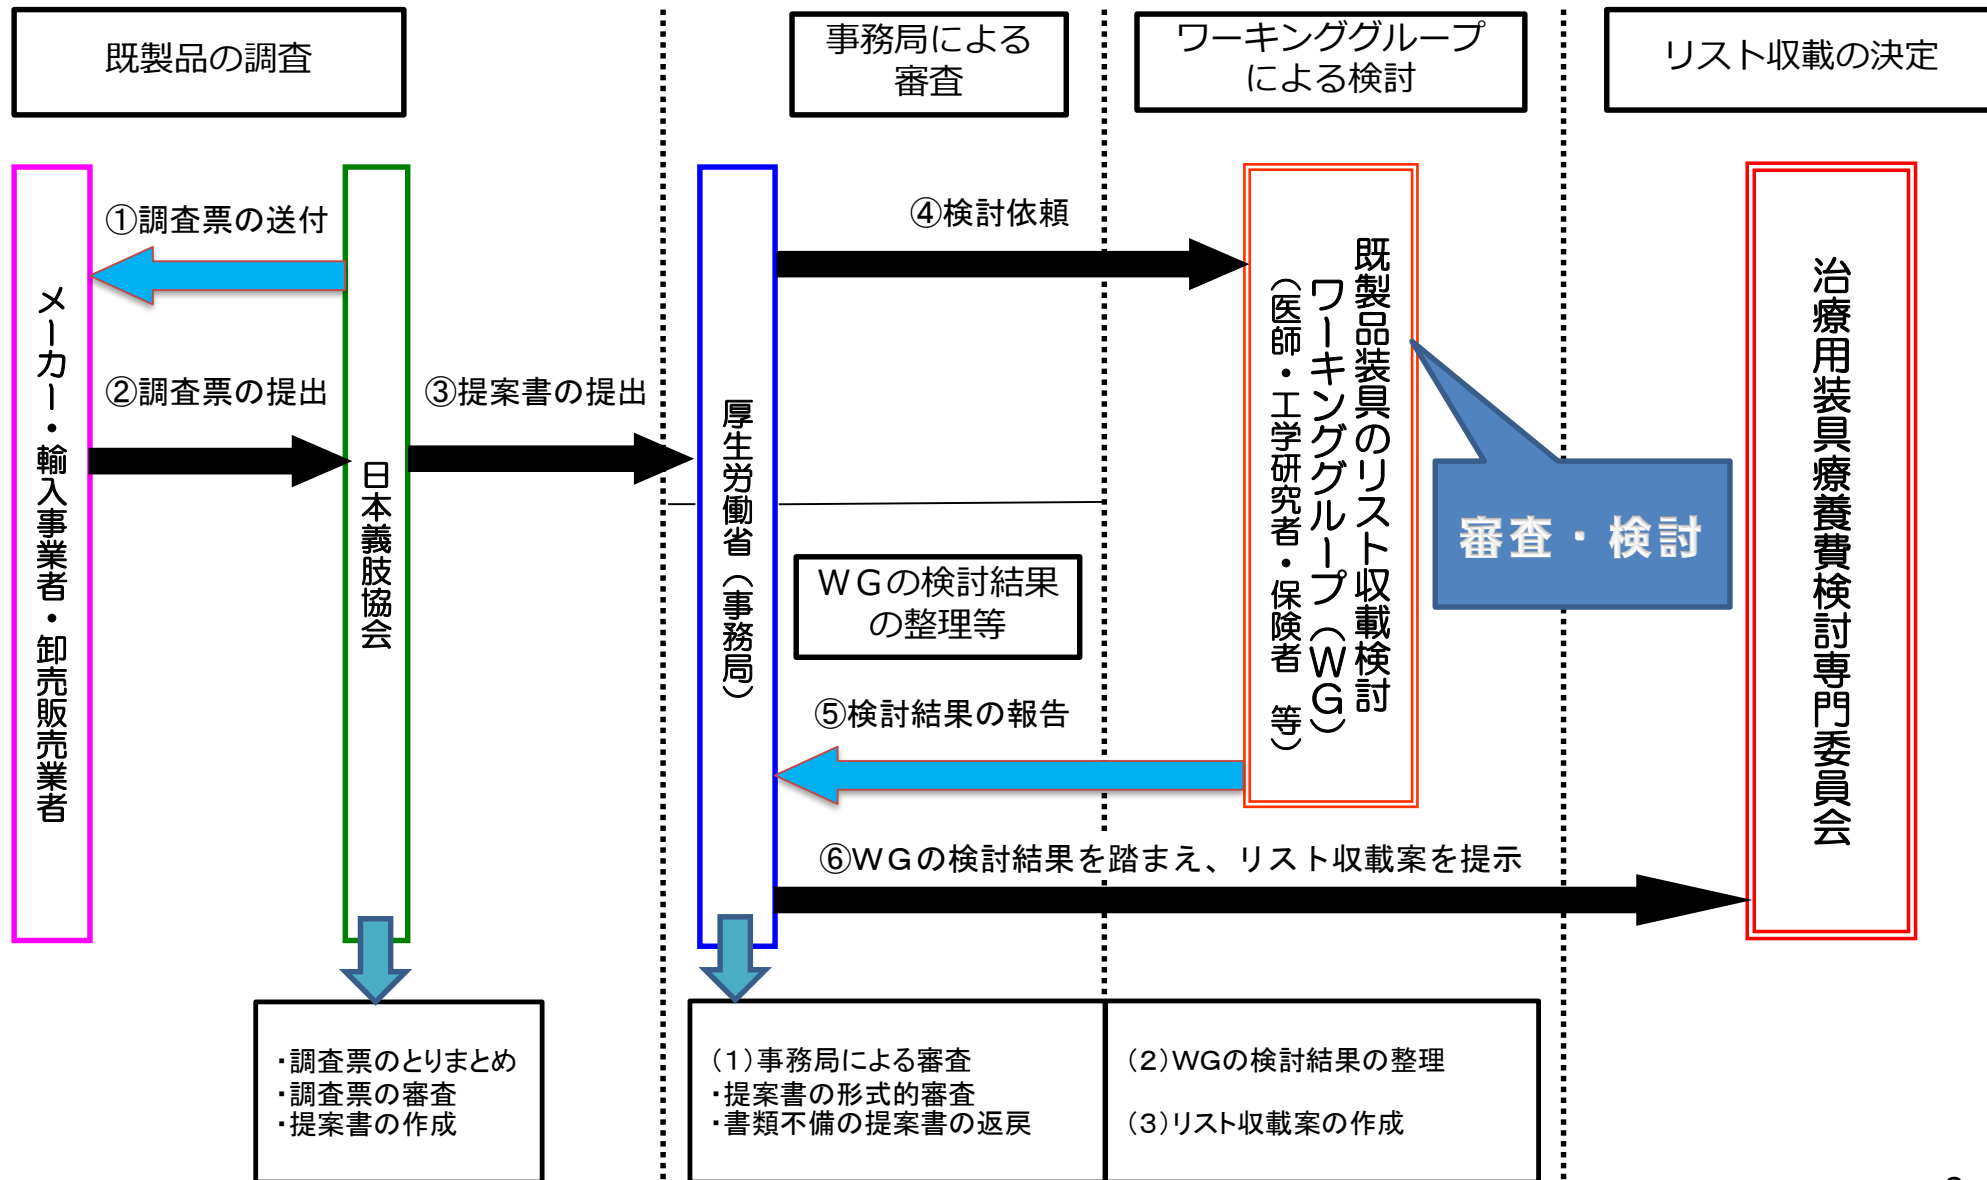 既製品の調査
事務局による
審査
ワーキンググループ
による検討
リスト収載の決定
①調査票の送付
②調査票の提出
③提案書の提出
④検討依頼
メーカー・輸入事業者・卸売販売業者
日本義肢協会
厚生労働省（事務局）
既製品装具のリスト収載検討
ワーキンググループ（WG）
（医師・工学研究者・保険者　等）
審査・検討
治療用装具療養費検討専門委員会
ＷＧの検討結果
の整理等
⑤検討結果の報告
⑥ＷＧの検討結果を踏まえ、リスト収載案を提示
・調査票のとりまとめ
・調査票の審査
・提案書の作成
（１）事務局による審査
・提案書の形式的審査
・書類不備の提案書の返戻
（２）WGの検討結果の整理
（３）リスト収載案の作成